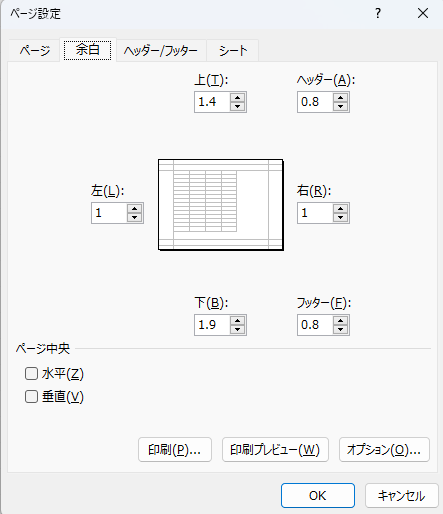 ページ設定
?
×
ページ
余白
ヘッダー/フッター
シート
上(T):
ヘッダー(A):
1.4
0.8
左(L):
右(R):
1
1
下(B):
フッター(F):
1.9
0.8
ページ中央
水平(Z)
垂直(V)
印刷(P)...
印刷プレビュー(W)
オプション(O)...
OK
キャンセル